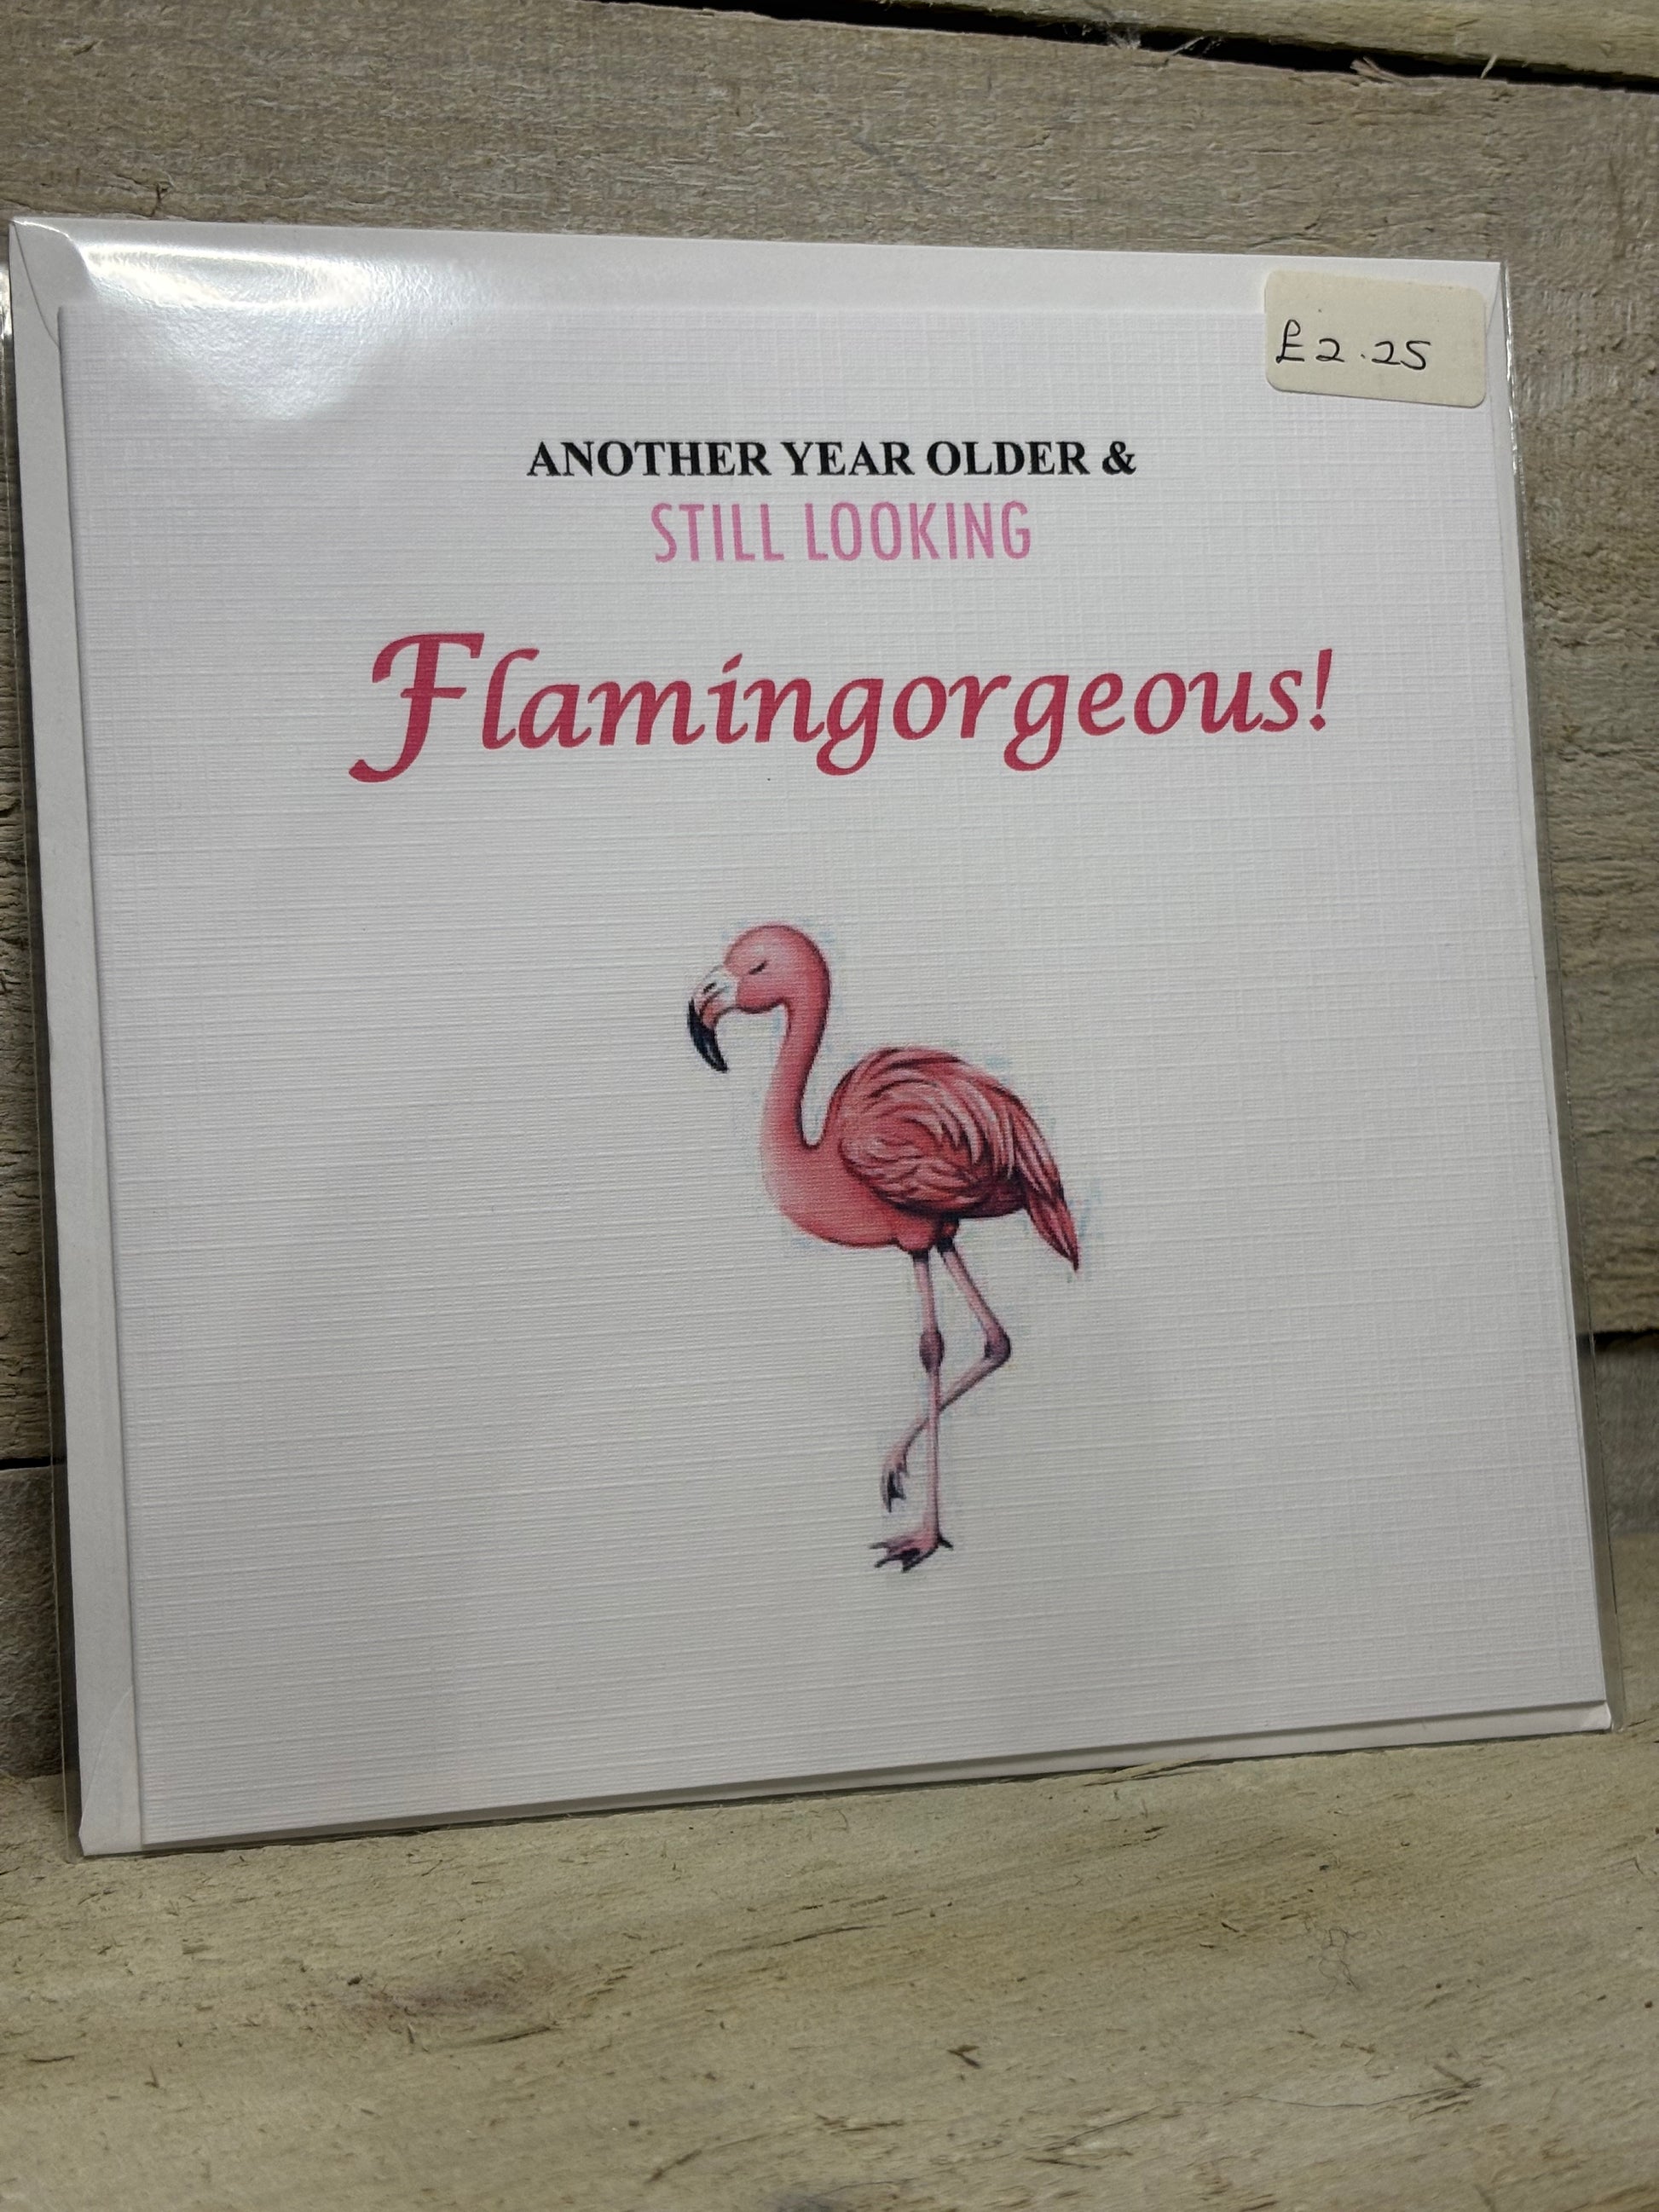 £2.25
ANOTHER YEAR OLDER &
STILL LOOKING
Flamingorgeous!